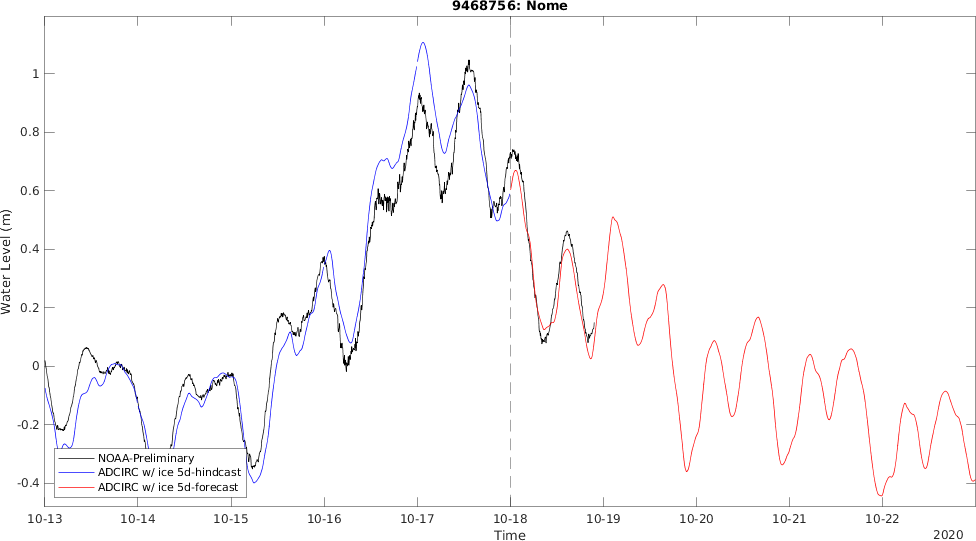 9468756: Nome
Water Level (m)
1
0.8
0.6
0.4
0.2
0
-0.2
-0.4
NOAA-Preliminary
ADCIRC w/ ice 5d-hindcast
ADCIRC w/ ice 5d-forecast
10-13 10-14 10-15 10-16 10-17 10-18 10-19 10-20 10-21 10-22
Time
2020